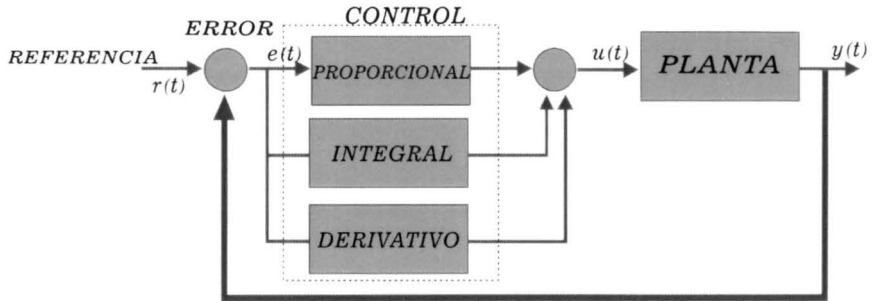 CONTROL
ERROR
REFERENCIA
r(t)
e(t)
PROPORCIONAL
INTEGRAL
DERIVATIVO
u(t)
PLANTA
y(t)